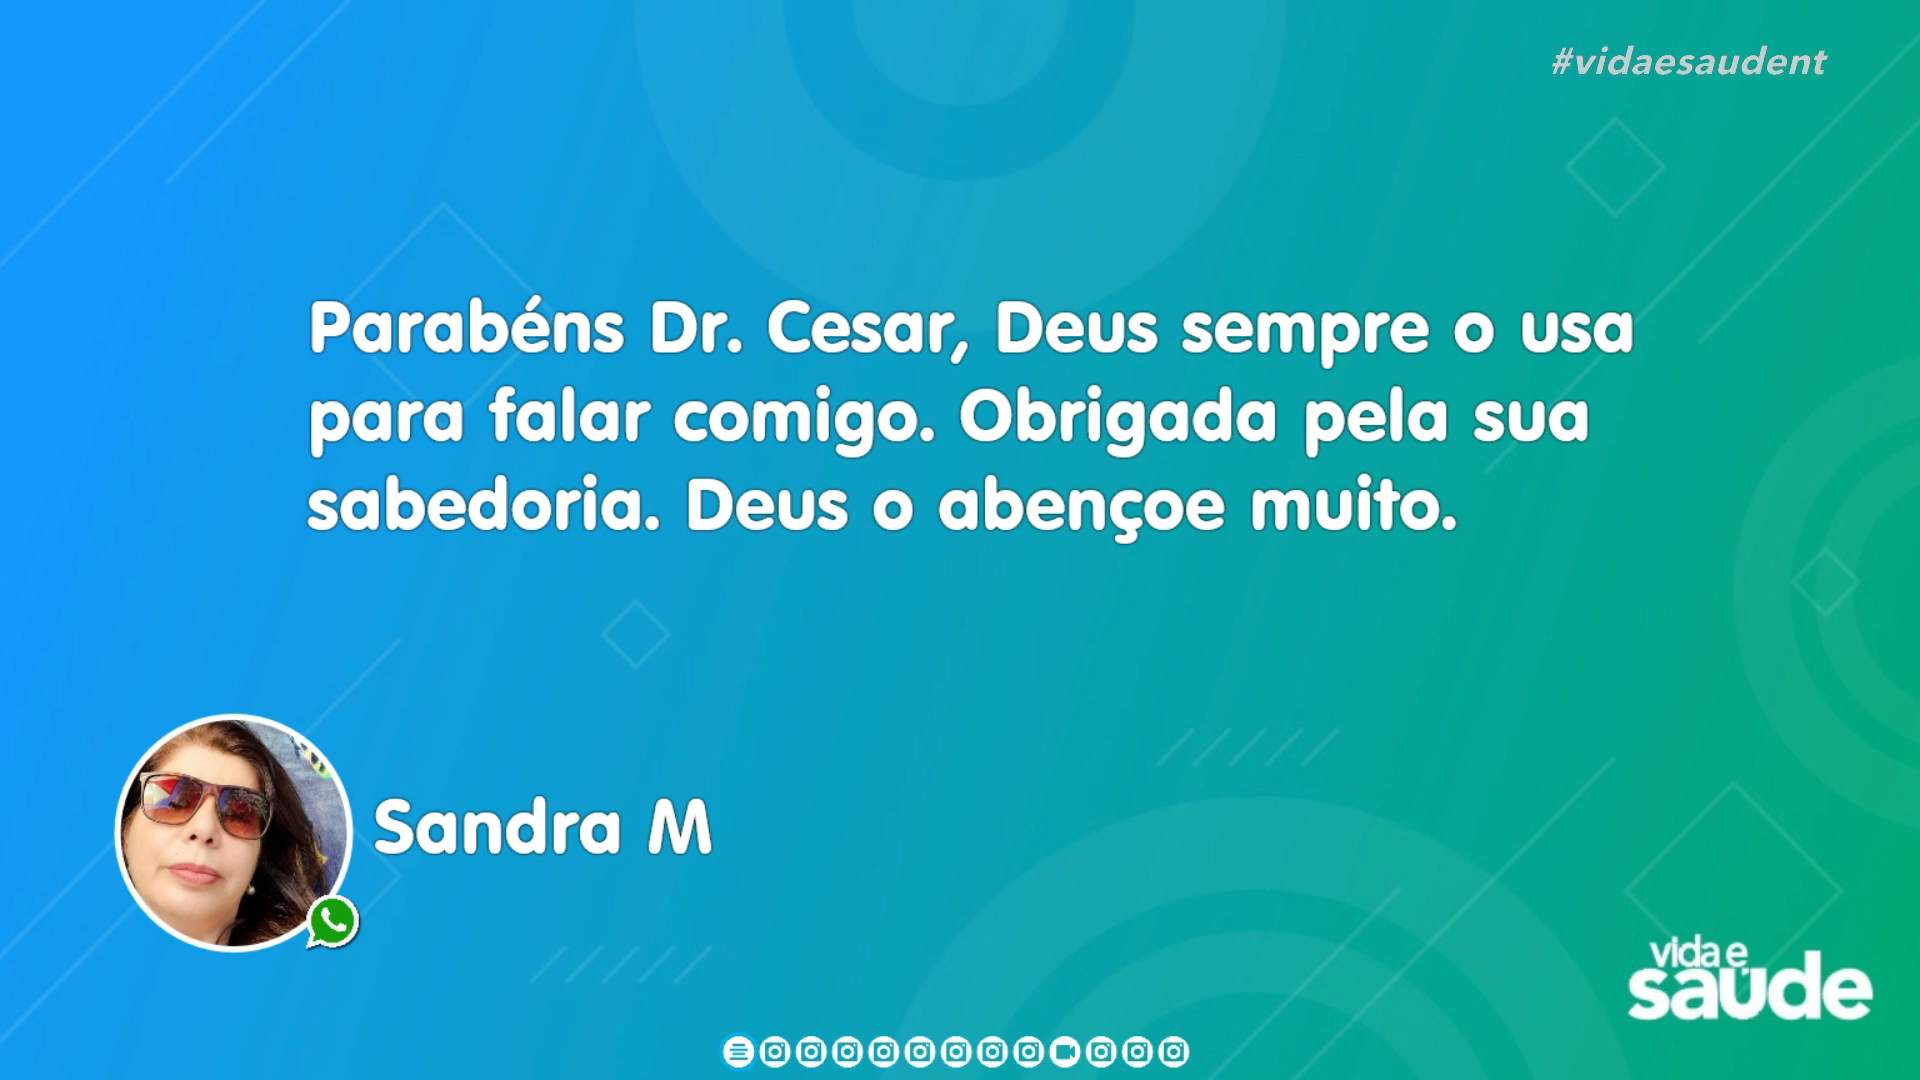 #vidaesaudent
Parabéns Dr. Cesar, Deus sempre o usa
para falar comigo. Obrigada pela sua
sabedoria. Deus o abençoe muito.
Sandra M
vida e
saúde